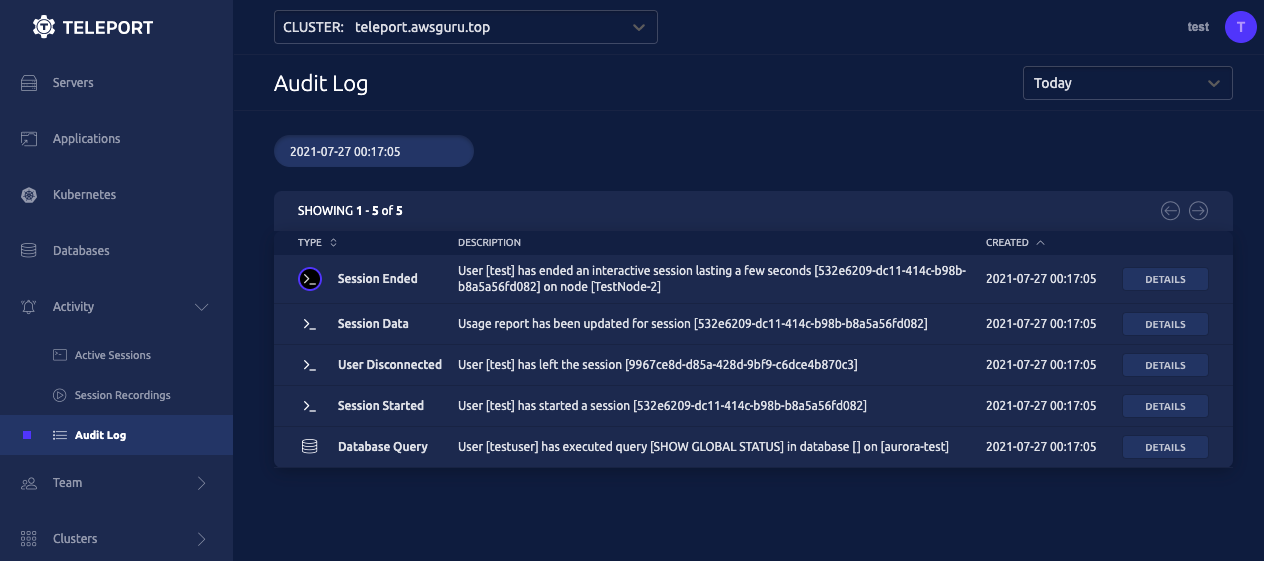 TELEPORT
CLUSTER: teleport.awsguru.top
test
T
Servers
Applications
Kubernetes
Databases
Activity
Active Sessions
Session Recordings
Audit Log
Team
Clusters
Audit Log
Today
2021-07-27 00:17:05
SHOWING 1 - 5 of 5
TYPE DESCRIPTION CREATED
Session Ended User [test] has ended an interactive session lasting a few seconds [532e6209-dc11-414c-b98b-
b8a5a56fd082] on node [TestNode-2] 2021-07-27 00:17:05 DETAILS
Session Data Usage report has been updated for session [532e6209-dc11-414c-b98b-b8a5a56fd082] 2021-07-27 00:17:05 DETAILS
User Disconnected User [test] has left the session [9967ce8d-d85a-428d-9bf9-c6dce4b870c3] 2021-07-27 00:17:05 DETAILS
Session Started User [test] has started a session [532e6209-dc11-414c-b98b-b8a5a56fd082] 2021-07-27 00:17:05 DETAILS
Database Query User [testuser] has executed query [SHOW GLOBAL STATUS] in database [] on [aurora-test] 2021-07-27 00:17:05 DETAILS